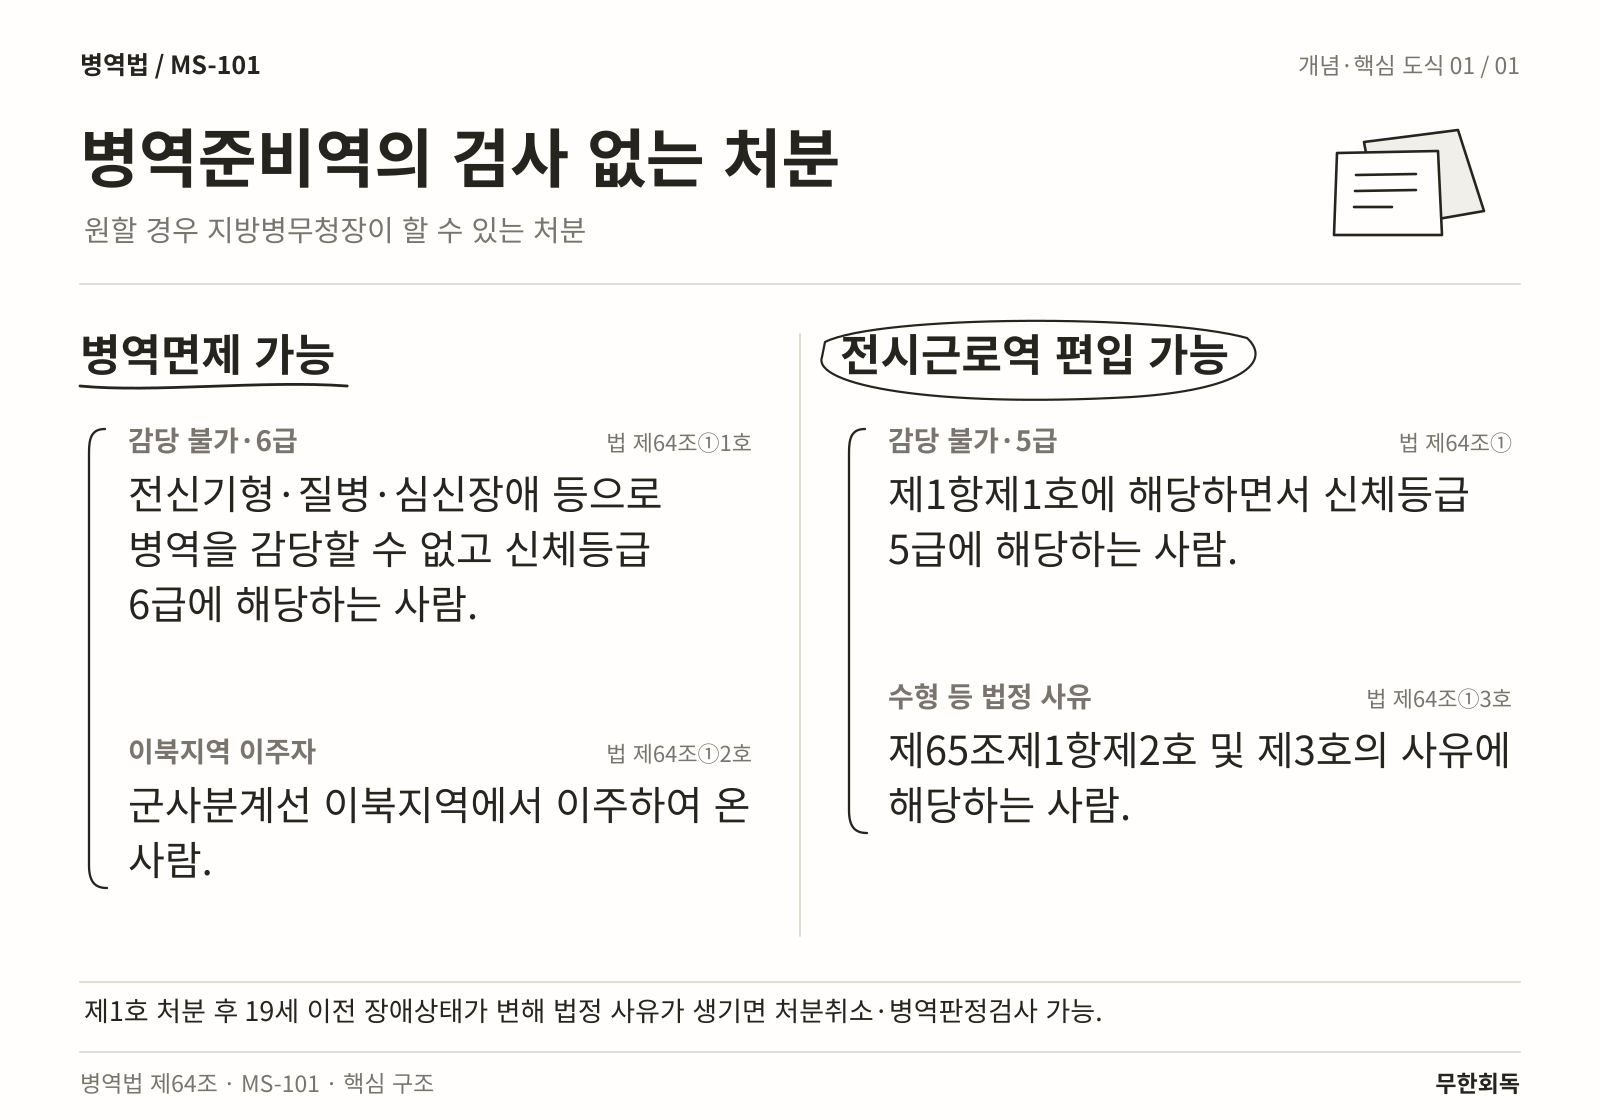 병역법 / MS-101
개념·핵심 도식 01 / 01
병역준비역의 검사 없는 처분
원할 경우 지방병무청장이 할 수 있는 처분
병역면제 가능
감당 불가·6급
법 제64조①1호
전신기형·질병·심신장애 등으로
병역을 감당할 수 없고 신체등급
6급에 해당하는 사람.
이북지역 이주자
법 제64조①2호
군사분계선 이북지역에서 이주하여 온
사람.
전시근로역 편입 가능
감당 불가·5급
법 제64조①
제1항제1호에 해당하면서 신체등급
5급에 해당하는 사람.
수형 등 법정 사유
법 제64조①3호
제65조제1항제2호 및 제3호의 사유에
해당하는 사람.
제1호 처분 후 19세 이전 장애상태가 변해 법정 사유가 생기면 처분취소·병역판정검사 가능.
병역법 제64조 · MS-101 · 핵심 구조
무한회독